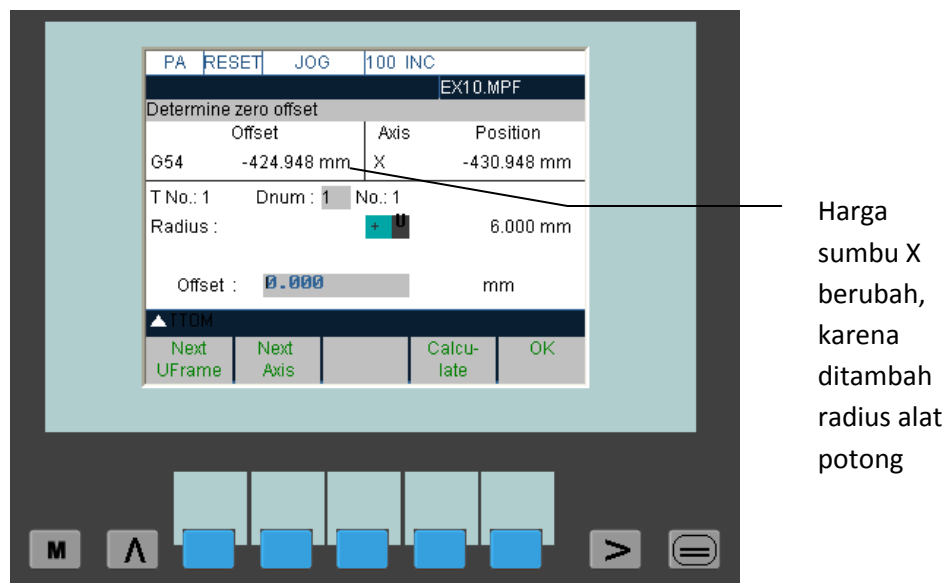 PA RESET JOG 100 INC
EX10.MPF
Determine zero offset
Offset Axis Position
G54 -424.948 mm X -430.948 mm
T No.: 1 Dnum : 1 No.: 1
Radius : + U 6.000 mm
Offset : 0.000 mm
TTOM
Next UFrame
Next Axis
Calcu-
late
OK
Harga
sumbu X
berubah,
karena
ditambah
radius alat
potong
M Λ > =